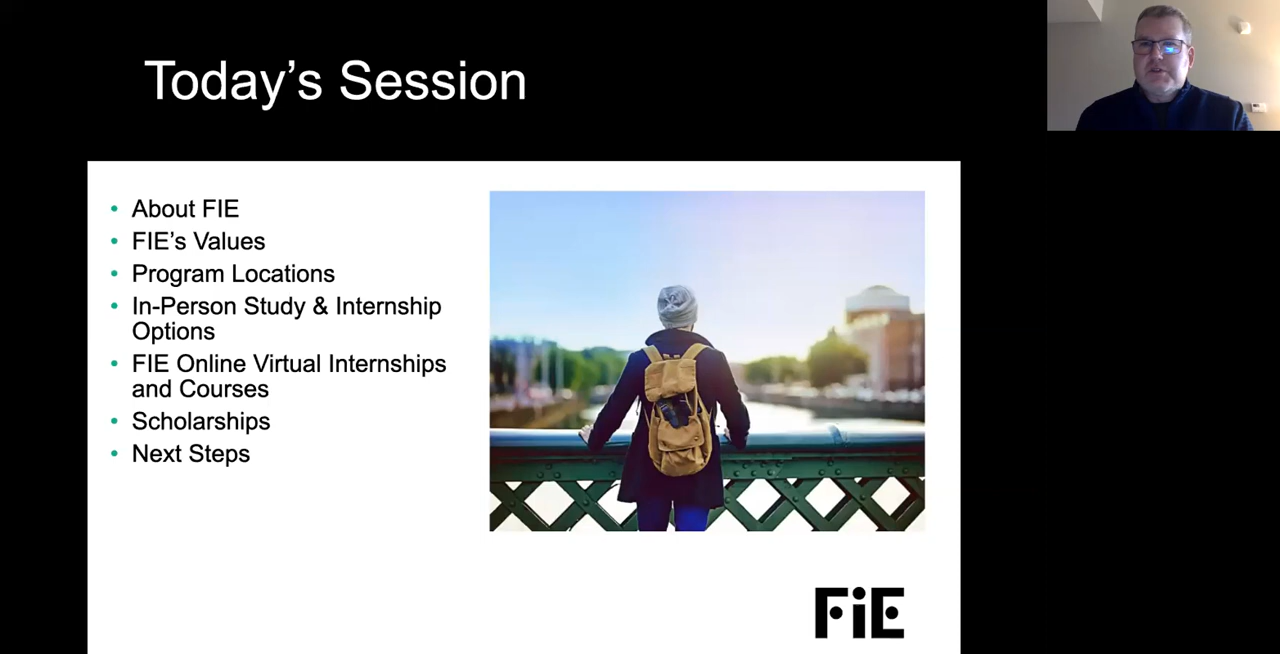 Today’s Session
• About FIE
• FIE’s Values
• Program Locations
• In-Person Study & Internship
Options
• FIE Online Virtual Internships
and Courses
• Scholarships
• Next Steps
FiE